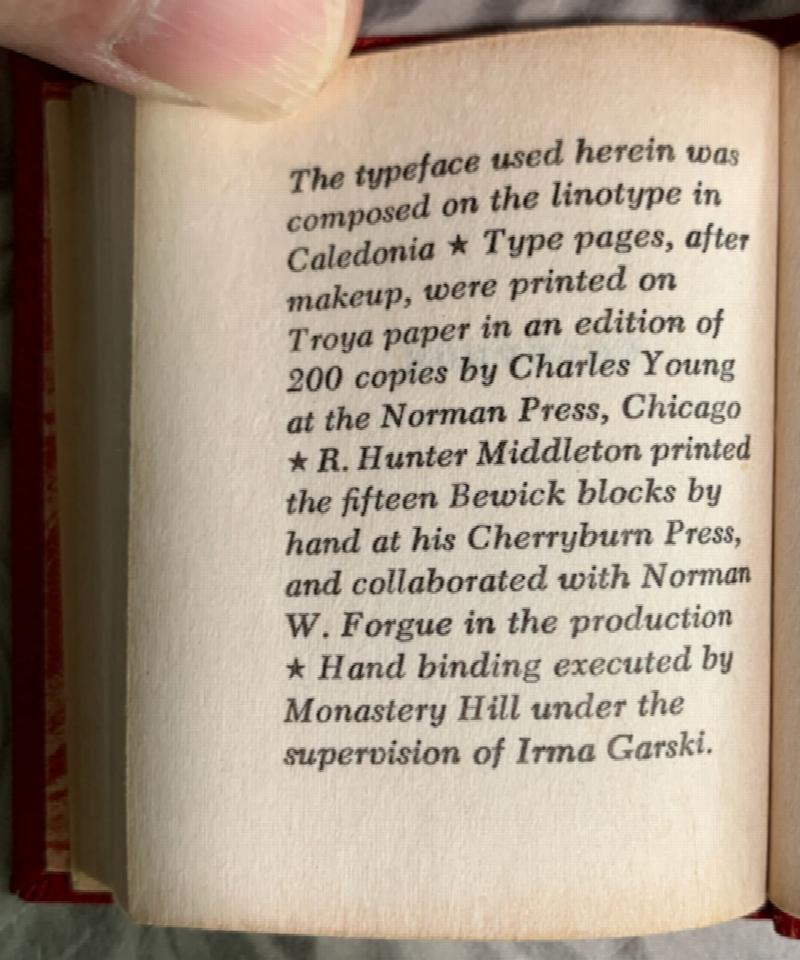 The typeface used herein was
composed on the linotype in
Caledonia ★ Type pages, after
makeup, were printed on
Troya paper in an edition of
200 copies by Charles Young
at the Norman Press, Chicago
★ R. Hunter Middleton printed
the fifteen Bewick blocks by
hand at his Cherryburn Press,
and collaborated with Norman
W. Forgue in the production
★ Hand binding executed by
Monastery Hill under the
supervision of Irma Garski.